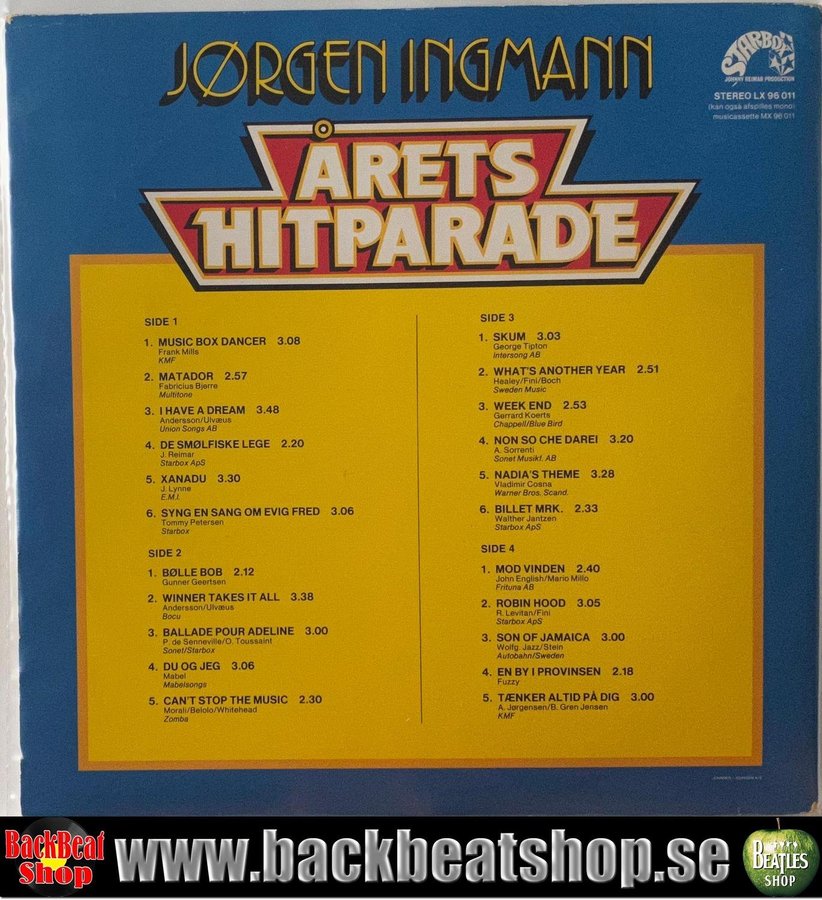 JØRGEN INGMANN
STARBOX
JOHNNY REIMAR PRODUCTION
STEREO LX 96 011
(kan også afspilles mono)
musicassette MX 96 011
ÅRETS
HITPARADE
SIDE 1
1. MUSIC BOX DANCER 3.08
Frank Mills
KMF
2. MATADOR 2.57
Fabricius Bjerre
Multitone
3. I HAVE A DREAM 3.48
Andersson/Ulvæus
Union Songs AB
4. DE SMØLFISKE LEGE 2.20
J. Reimar
Starbox ApS
5. XANADU 3.30
J. Lynne
E.M.I.
6. SYNG EN SANG OM EVIG FRED 3.06
Tommy Petersen
Starbox
SIDE 2
1. BØLLE BOB 2.12
Gunner Geertsen
2. WINNER TAKES IT ALL 3.38
Andersson/Ulvæus
Bocu
3. BALLADE POUR ADELINE 3.00
P. de Senneville/O. Toussaint
Sonet/Starbox
4. DU OG JEG 3.06
Mabel
Mabelsongs
5. CAN'T STOP THE MUSIC 2.30
Morali/Belolo/Whitehead
Zomba
SIDE 3
1. SKUM 3.03
George Tipton
Intersong AB
2. WHAT'S ANOTHER YEAR 2.51
Healey/Fini/Boch
Sweden Music
3. WEEK END 2.53
Gerrard Koerts
Chappell/Blue Bird
4. NON SO CHE DAREI 3.20
A. Sorrenti
Sonet Musikf. AB
5. NADIA'S THEME 3.28
Vladimir Cosna
Warner Bros. Scand.
6. BILLET MRK. 2.33
Walther Jantzen
Starbox ApS
SIDE 4
1. MOD VINDEN 2.40
John English/Mario Millo
Frituna AB
2. ROBIN HOOD 3.05
R. Levitan/Fini
Starbox ApS
3. SON OF JAMAICA 3.00
Wolfg. Jazz/Stein
Autobahn/Sweden
4. EN BY I PROVINSEN 2.18
Fuzzy
5. TÆNKER ALTID PÅ DIG 3.00
A. Jørgensen/B. Gren Jensen
KMF
BackBeat
Shop
www.backbeatshop.se
BEATLES
SHOP